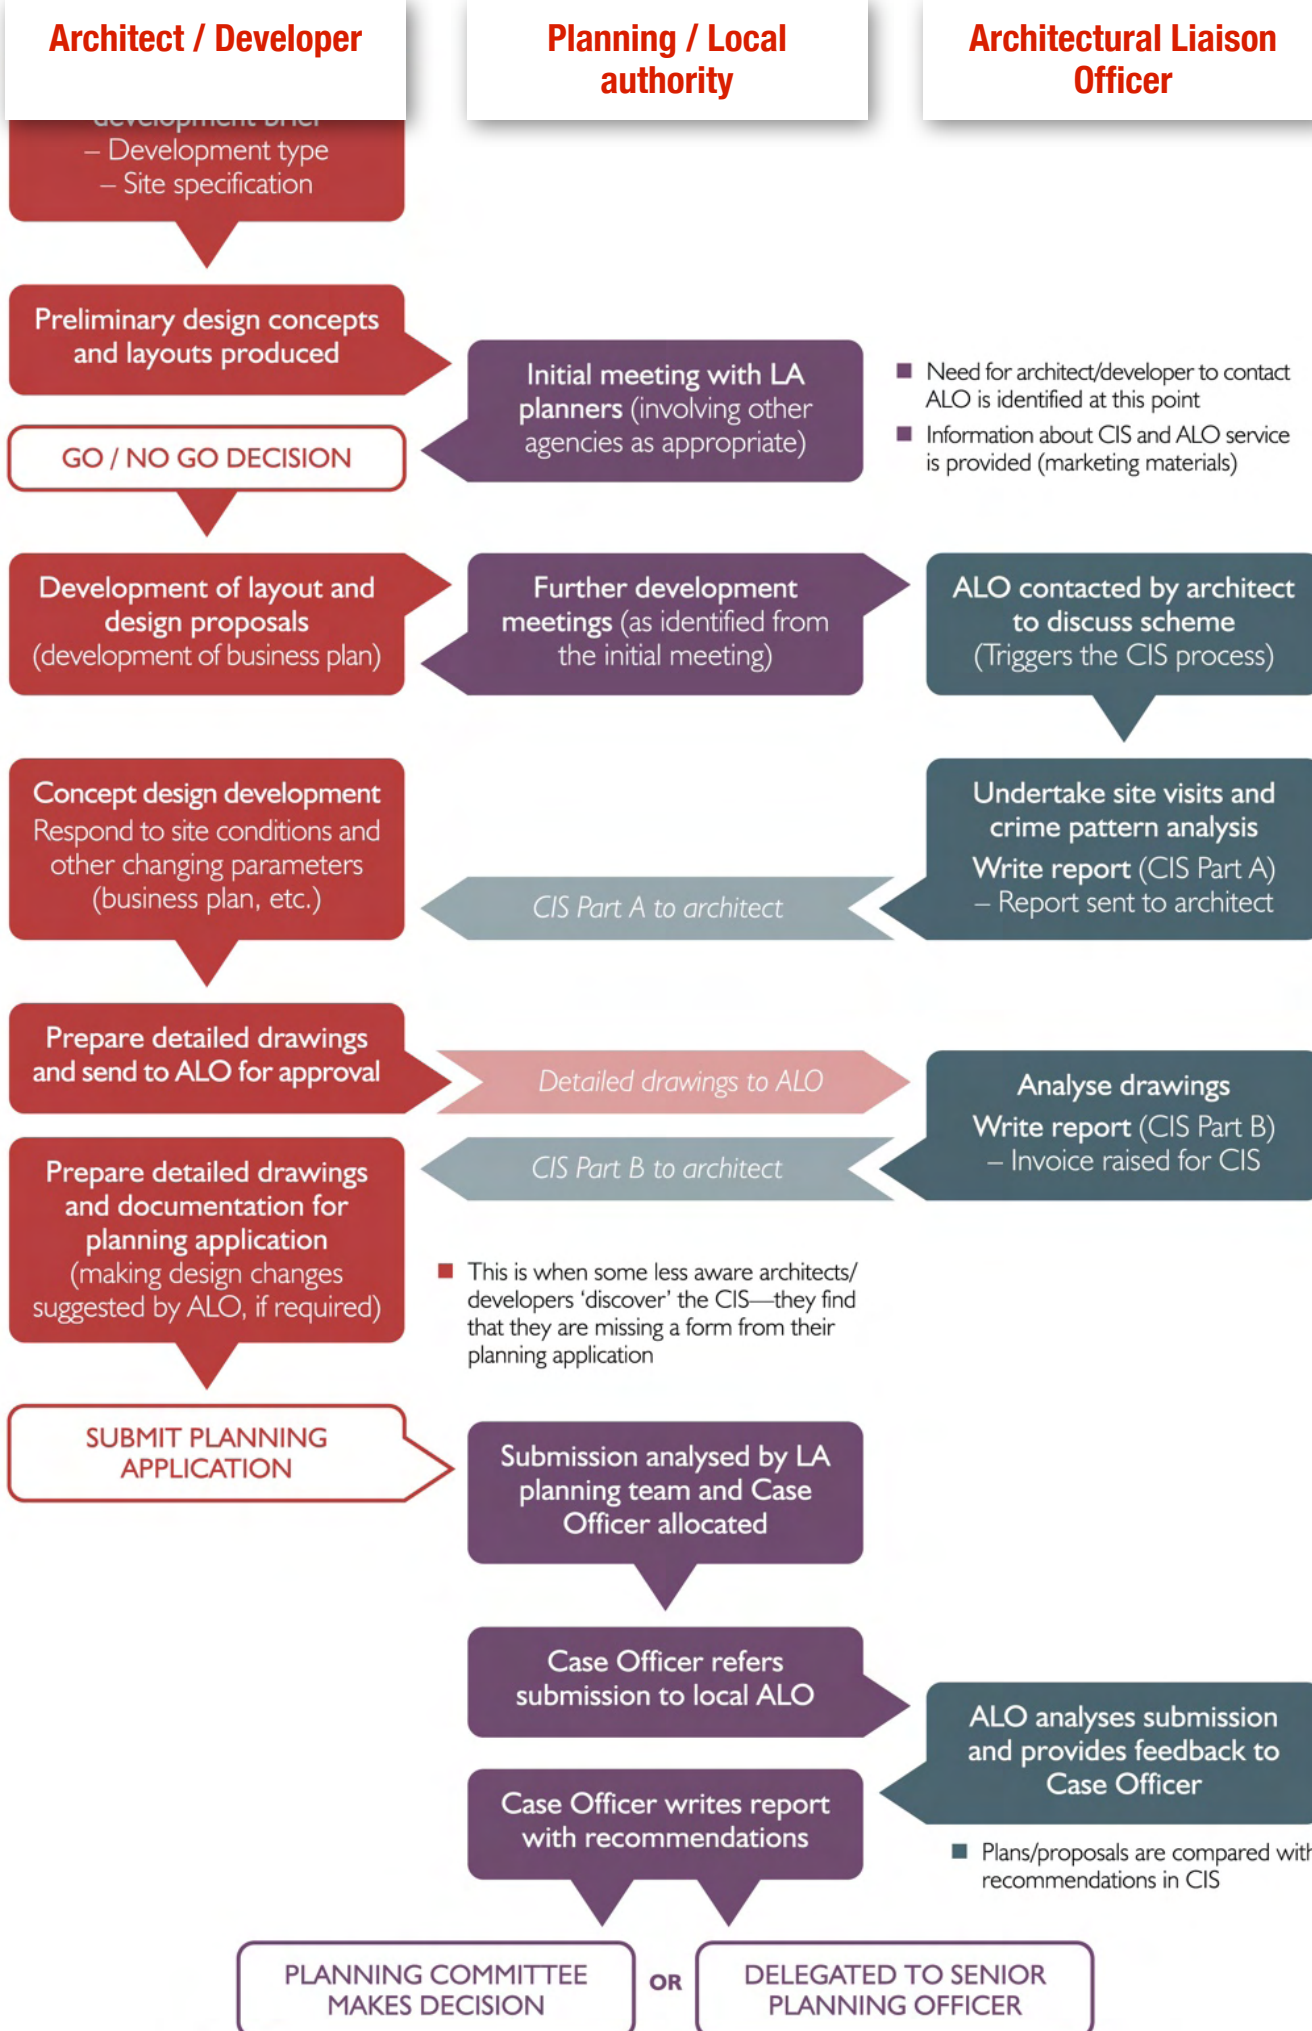 Architect / Developer
Planning / Local
authority
Architectural Liaison
Officer
development brief
– Development type
– Site specification
Preliminary design concepts
and layouts produced
Initial meeting with LA
planners (involving other
agencies as appropriate)
■ Need for architect/developer to contact
ALO is identified at this point
■ Information about CIS and ALO service
is provided (marketing materials)
GO / NO GO DECISION
Development of layout and
design proposals
(development of business plan)
Further development
meetings (as identified from
the initial meeting)
ALO contacted by architect
to discuss scheme
(Triggers the CIS process)
Concept design development
Respond to site conditions and
other changing parameters
(business plan, etc.)
Undertake site visits and
crime pattern analysis
Write report (CIS Part A)
– Report sent to architect
CIS Part A to architect
Prepare detailed drawings
and send to ALO for approval
Detailed drawings to ALO
Analyse drawings
Write report (CIS Part B)
– Invoice raised for CIS
CIS Part B to architect
Prepare detailed drawings
and documentation for
planning application
(making design changes
suggested by ALO, if required)
■ This is when some less aware architects/
developers ‘discover’ the CIS—they find
that they are missing a form from their
planning application
SUBMIT PLANNING
APPLICATION
Submission analysed by LA
planning team and Case
Officer allocated
Case Officer refers
submission to local ALO
ALO analyses submission
and provides feedback to
Case Officer
Case Officer writes report
with recommendations
■ Plans/proposals are compared with
recommendations in CIS
PLANNING COMMITTEE
MAKES DECISION
OR
DELEGATED TO SENIOR
PLANNING OFFICER